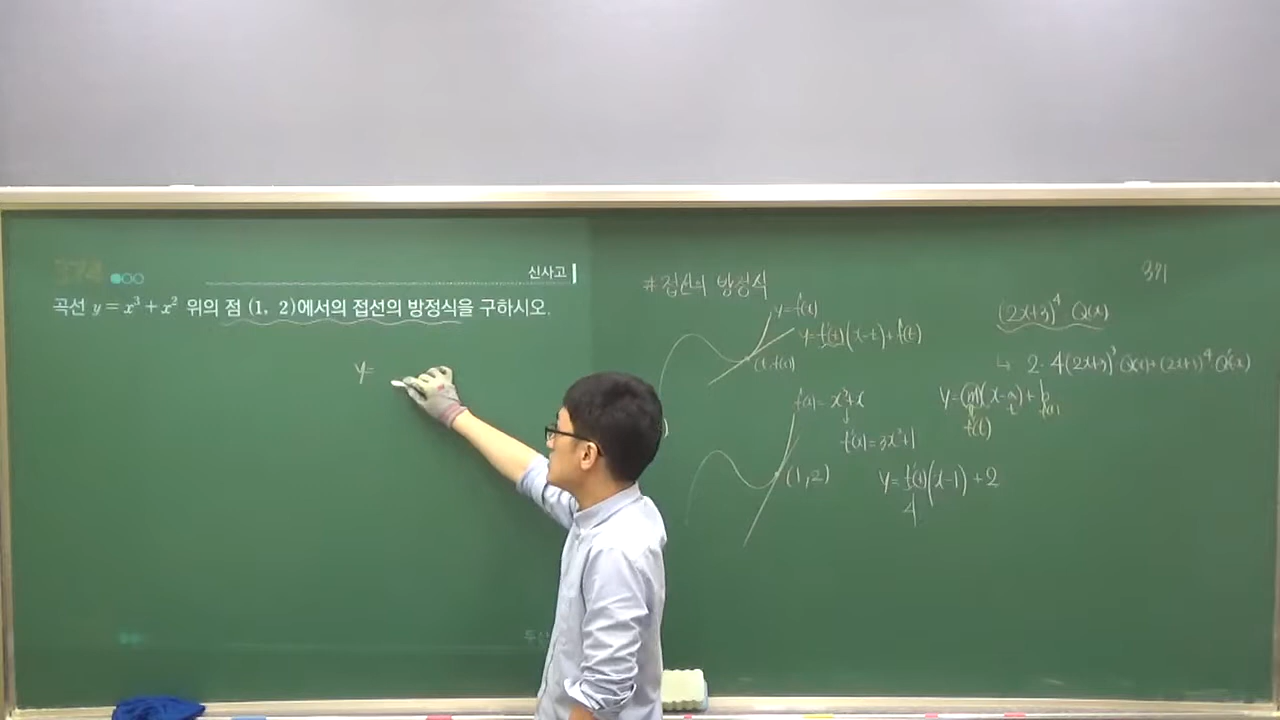 374
신사고
곡선 y = x³ + x² 위의 점 (1, 2)에서의 접선의 방정식을 구하시오.
y=
# 접선의 방정식
y=f(x)
y=f'(t)(x-t)+f(t)
(t, f(t))
f(x)= x³+x
f'(x)=3x²+1
(1,2)
y=f'(1)(x-1)+2
4
(2x+3)⁴ Q(x)
↳ 2·4(2x+3)³ Q(x)+(2x+3)⁴·Q'(x)
y=m(x-a)+b
f'(t)
t
f(t)